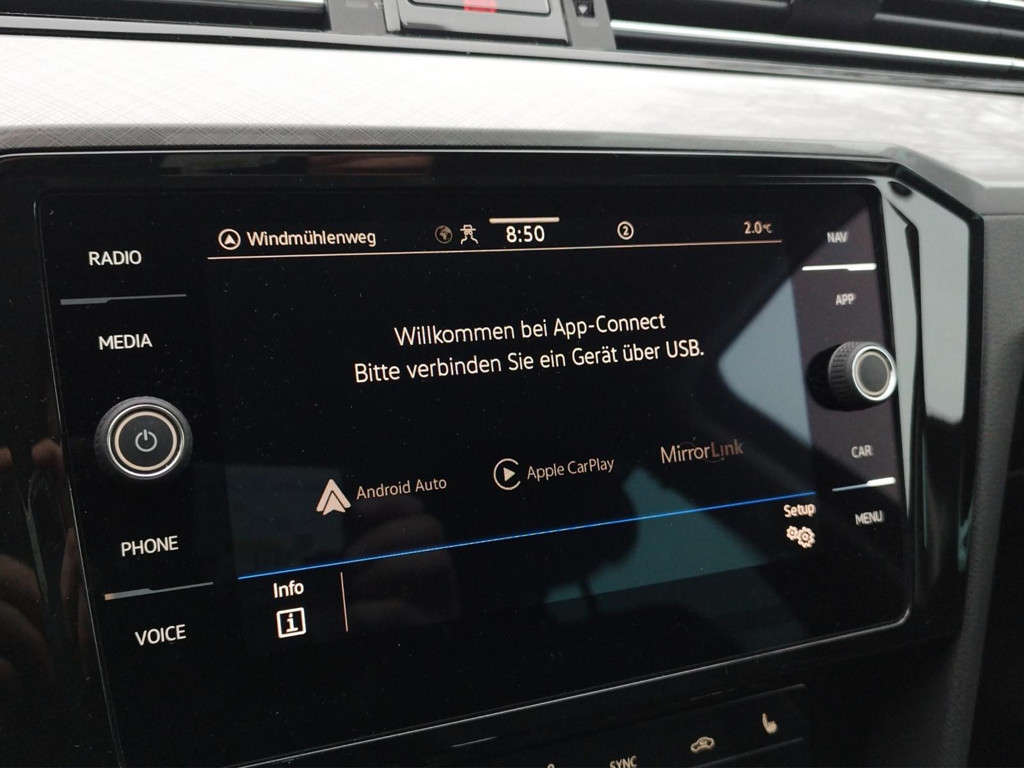 RADIO
MEDIA
PHONE
VOICE
Windmühlenweg
8:50
2
2.0°C
Willkommen bei App-Connect
Bitte verbinden Sie ein Gerät über USB.
Android Auto
Apple CarPlay
MirrorLink
Setup
Info
i
NAV
APP
CAR
MENU
SYNC